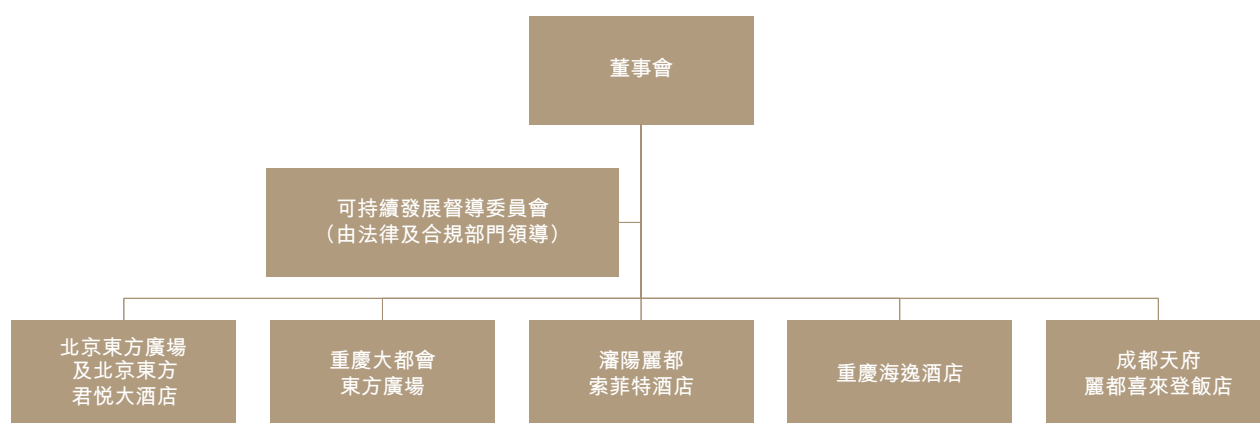 董事會
可持續發展督導委員會
（由法律及合規部門領導）
北京東方廣場
及北京東方
君悅大酒店
重慶大都會
東方廣場
瀋陽麗都
索菲特酒店
重慶海逸酒店
成都天府
麗都喜來登飯店